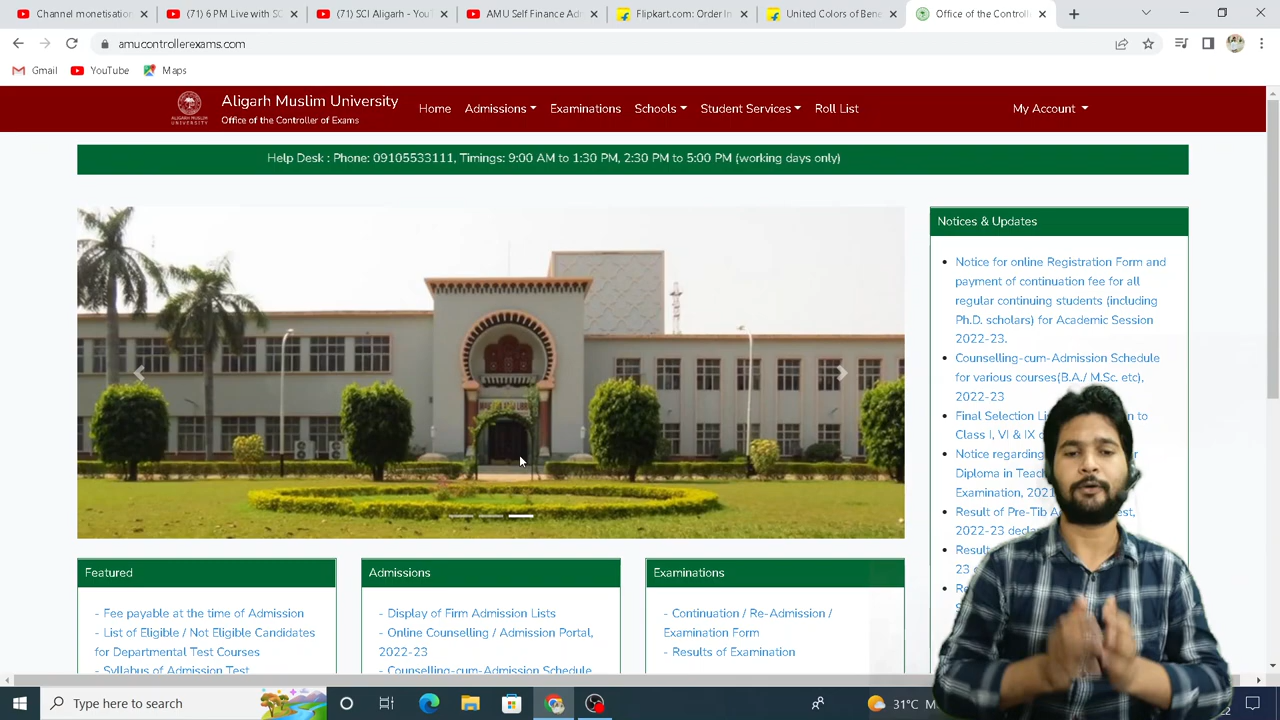 Channel monetisation
(71) 6 PM Live with SC
(71) SCI Aligarh - YouT
AMU Self Finance Adm
Flipkart.com: Order
United Colors of Ben
Office of the Controlle
amucontrollerexams.com
Gmail
YouTube
Maps
Aligarh Muslim University
Office of the Controller of Exams
ALIGARH MUSLIM
UNIVERSITY
Home
Admissions
Examinations
Schools
Student Services
Roll List
My Account
Help Desk : Phone: 09105533111, Timings: 9:00 AM to 1:30 PM, 2:30 PM to 5:00 PM (working days only)
Notices & Updates
Notice for online Registration Form and
payment of continuation fee for all
regular continuing students (including
Ph.D. scholars) for Academic Session
2022-23.
Counselling-cum-Admission Schedule
for various courses(B.A./ M.Sc. etc),
2022-23
Final Selection
to
Class I, VI & IX
Notice regarding
Diploma in
Examination,
Result of Pre-Tib
2022-23
Featured
- Fee payable at the time of Admission
- List of Eligible / Not Eligible Candidates
for Departmental Test Courses
- Syllabus of Admission Test
Admissions
- Display of Firm Admission Lists
- Online Counselling / Admission Portal,
2022-23
- Counselling-cum-Admission Schedule
Examinations
- Continuation / Re-Admission /
Examination Form
- Results of Examination
Type here to search
31°C